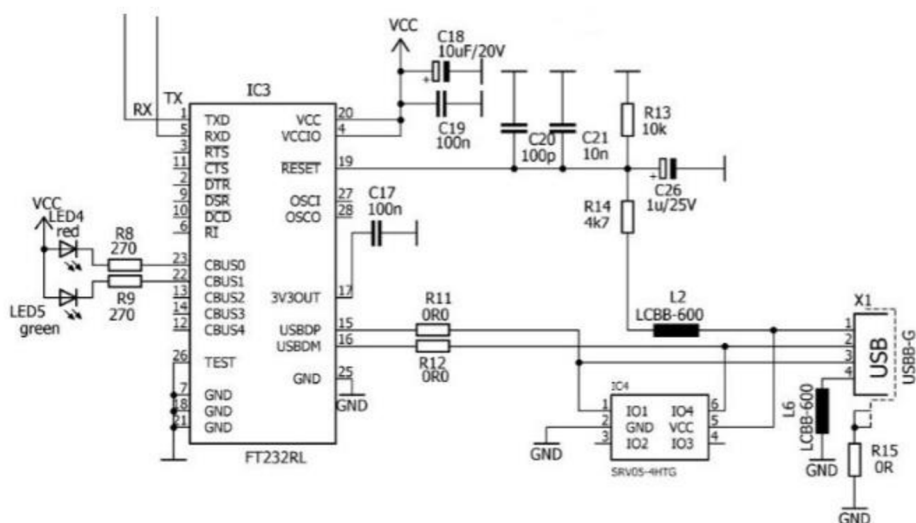 VCC
C18
10uF/20V
IC3
RX
TX
1
TXD
VCC
20
5
RXD
VCCIO
4
C19
100n
C20
100p
C21
10n
R13
10k
3
RTS
11
CTS
RESET
19
2
DTR
9
DSR
OSCI
27
10
DCD
OSCO
28
6
RI
C17
100n
C26
1u/25V
+
+
R14
4k7
VCC
LED4
red
R8
270
23
CBUS0
22
CBUS1
13
CBUS2
3V3OUT
17
14
CBUS3
12
CBUS4
LED5
green
R9
270
USBDP
15
USBDM
16
R11
0R0
R12
0R0
L2
LCBB-600
X1
1
2
3
4
USB
USBB-G
26
TEST
GND
25
GND
7
GND
18
GND
21
GND
FT232RL
IC4
1
IO1
IO4
6
2
GND
VCC
5
3
IO2
IO3
4
SRV05-4HTG
GND
L6
LCBB-600
GND
R15
0R
GND